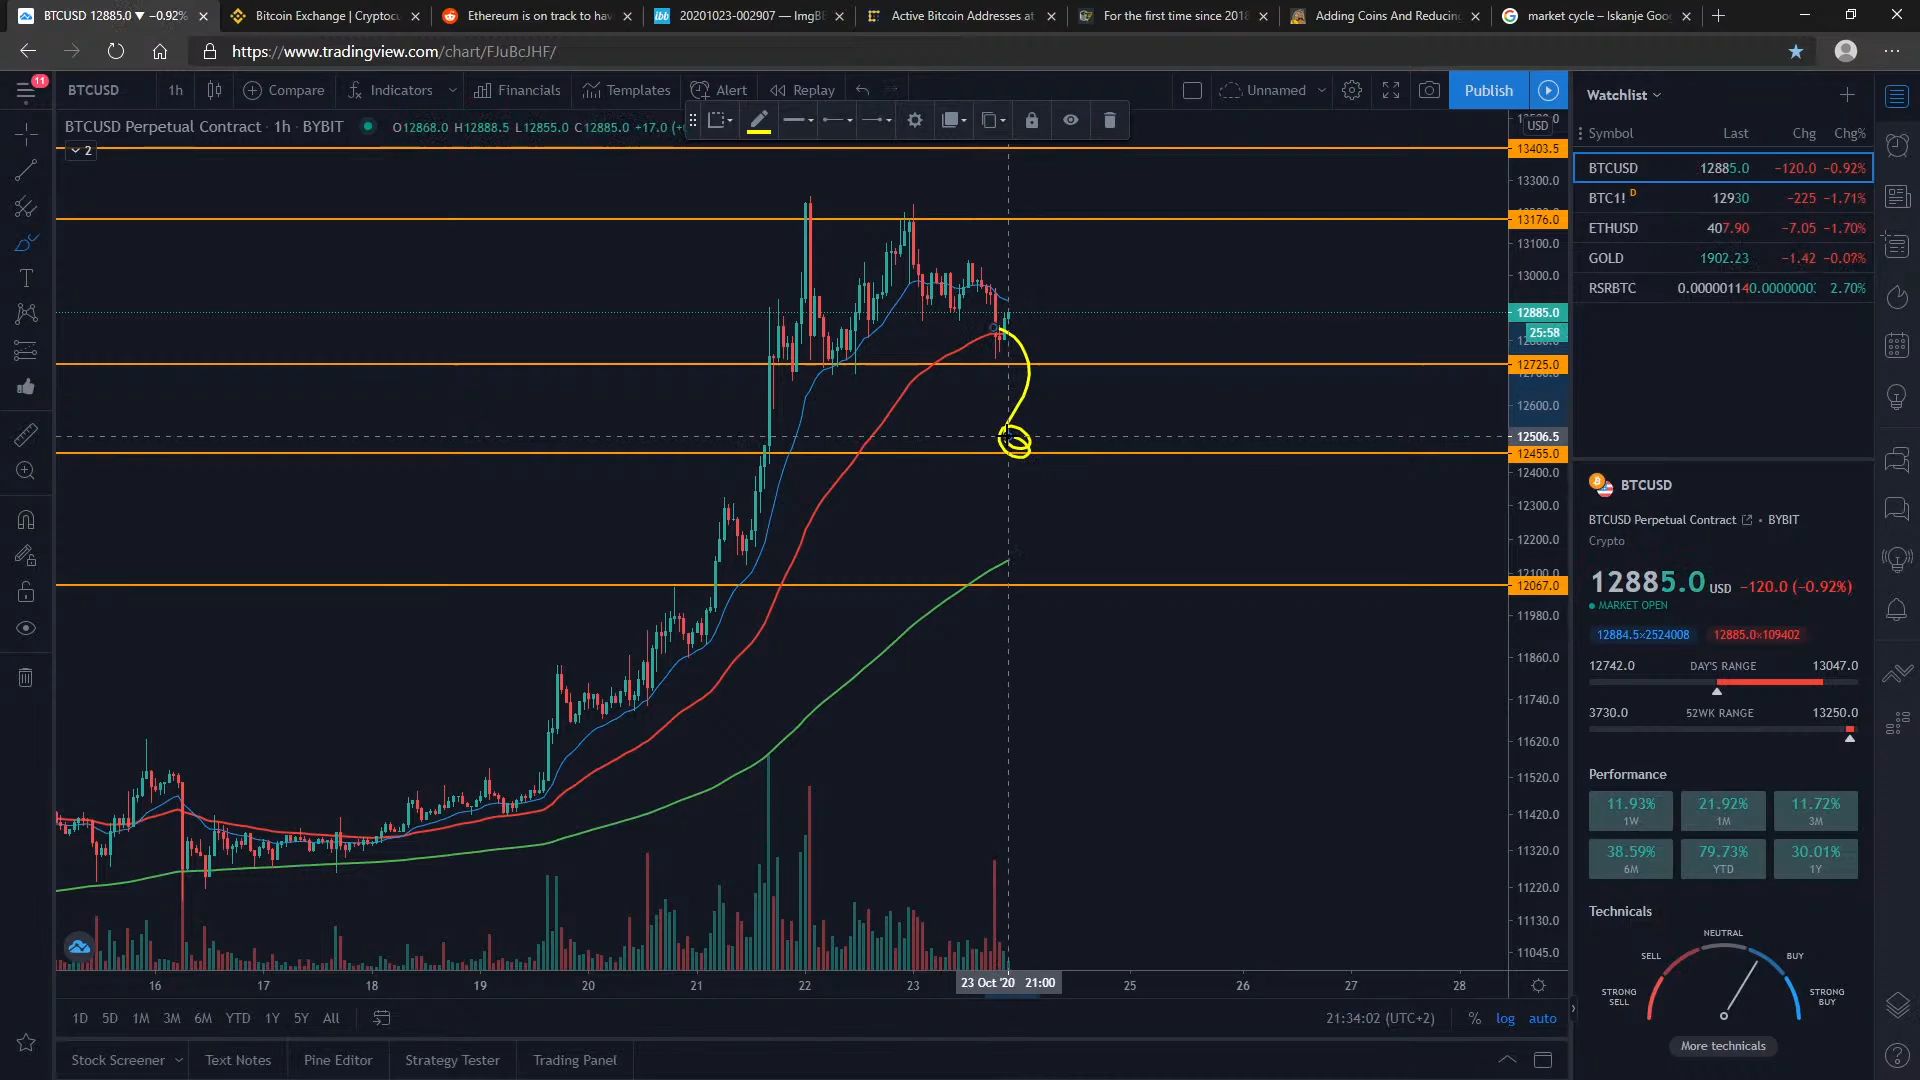 BTCUSD 12885.0 ▼ −0.92%
Bitcoin Exchange | Cryptocu
Ethereum is on track to hav
20201023-002907 — ImgB
Active Bitcoin Addresses at
For the first time since 2018
Adding Coins And Reducing
market cycle – Iskanje Goo
https://www.tradingview.com/chart/FJuBcJHF/
11
BTCUSD
1h
Compare
Indicators
Financials
Templates
Alert
Replay
Unnamed
Publish
BTCUSD Perpetual Contract · 1h · BYBIT
O12868.0 H12888.5 L12855.0 C12885.0 +17.0
2
USD
13403.5
13300.0
13176.0
13100.0
13000.0
12885.0
25:58
12725.0
12600.0
12506.5
12455.0
12400.0
12300.0
12200.0
12100.0
12067.0
11980.0
11860.0
11740.0
11620.0
11520.0
11420.0
11320.0
11220.0
11130.0
11045.0
16 17 18 19 20 21 22 23 Oct '20 21:00 25 26 27 28
1D 5D 1M 3M 6M YTD 1Y 5Y All
21:34:02 (UTC+2)
% log auto
Stock Screener
Text Notes
Pine Editor
Strategy Tester
Trading Panel
Watchlist
Symbol Last Chg Chg%
BTCUSD 12885.0 −120.0 −0.92%
BTC1! D 12930 −225 −1.71%
ETHUSD 407.90 −7.05 −1.70%
GOLD 1902.23 −1.42 −0.0?%
RSRBTC 0.00000114 0.0000000 2.70%
BTCUSD
BTCUSD Perpetual Contract • BYBIT
Crypto
12885.0 USD −120.0 (−0.92%)
MARKET OPEN
12884.5×2524008 12885.0×109402
12742.0 DAY'S RANGE 13047.0
3730.0 52WK RANGE 13250.0
Performance
11.93% 21.92% 11.72%
1W 1M 3M
38.59% 79.73% 30.01%
6M YTD 1Y
Technicals
NEUTRAL
SELL BUY
STRONG SELL
STRONG BUY
More technicals